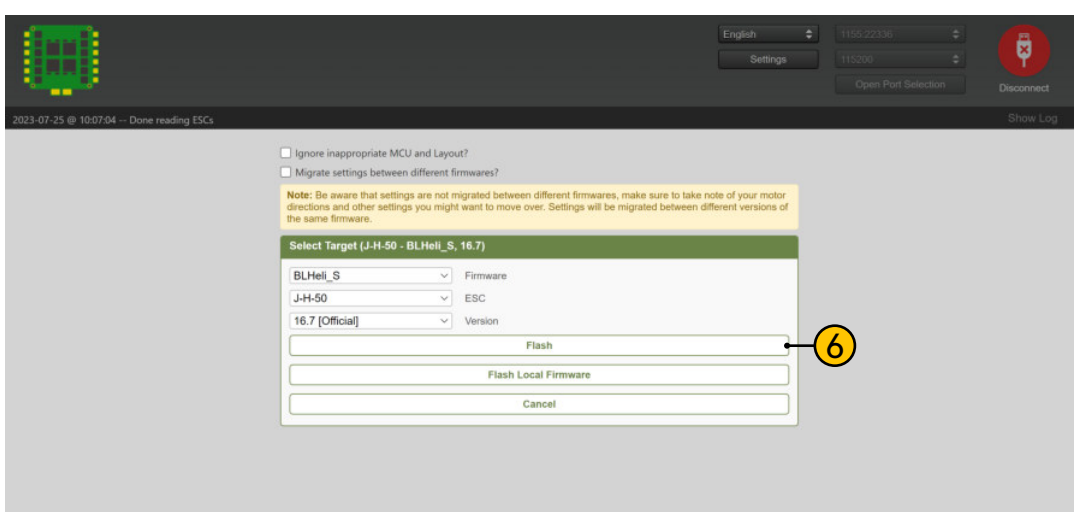 English
1155:22336
Settings
115200
Open Port Selection
Disconnect
2023-07-25 @ 10:07:04 -- Done reading ESCs
Show Log
Ignore inappropriate MCU and Layout?
Migrate settings between different firmwares?
Note: Be aware that settings are not migrated between different firmwares, make sure to take note of your motor
directions and other settings you might want to move over. Settings will be migrated between different versions of
the same firmware.
Select Target (J-H-50 - BLHeli_S, 16.7)
BLHeli_S Firmware
J-H-50 ESC
16.7 [Official] Version
Flash
6
Flash Local Firmware
Cancel